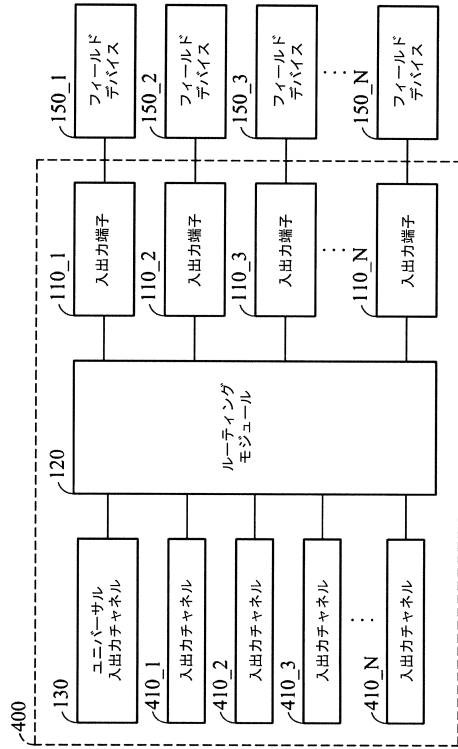 400
130
ユニバーサル
入出力チャネル
410_1
入出力チャネル
410_2
入出力チャネル
410_3
入出力チャネル
⋮
410_N
入出力チャネル
120
ルーティング
モジュール
110_1
入出力端子
110_2
入出力端子
110_3
入出力端子
⋮
110_N
入出力端子
150_1
フィールド
デバイス
150_2
フィールド
デバイス
150_3
フィールド
デバイス
⋮
150_N
フィールド
デバイス